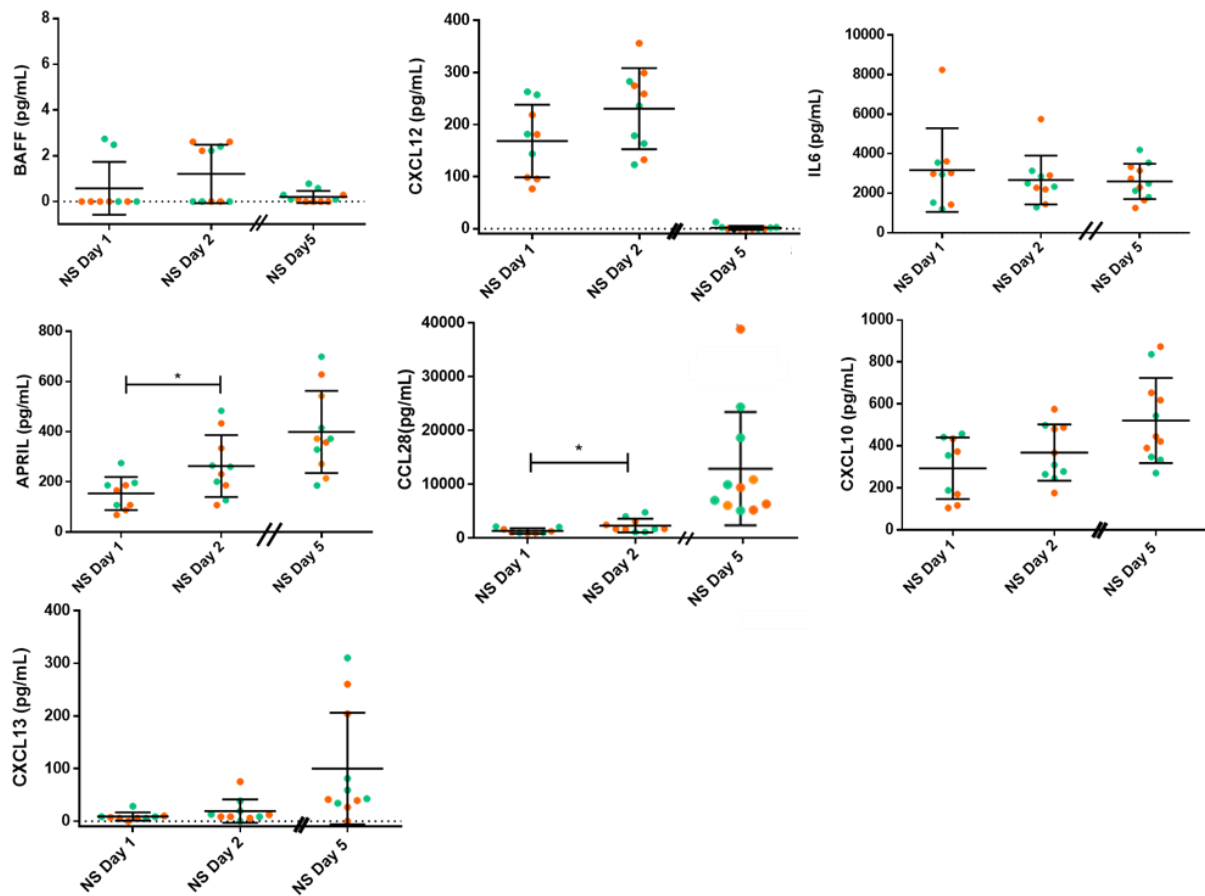 BAFF (pg/mL)
8
6
4
2
0
NS Day 1
NS Day 2
NS Day5
CXCL12 (pg/mL)
400
300
200
100
0
NS Day 1
NS Day 2
NS Day 5
IL6 (pg/mL)
10000
8000
6000
4000
2000
0
NS Day 1
NS Day 2
NS Day 5
APRIL (pg/mL)
800
600
400
200
0
*
NS Day 1
NS Day 2
NS Day 5
CCL28(pg/mL)
40000
30000
20000
10000
0
*
NS Day 1
NS Day 2
NS Day 5
CXCL10 (pg/mL)
1000
800
600
400
200
0
NS Day 1
NS Day 2
NS Day 5
CXCL13 (pg/mL)
400
300
200
100
0
NS Day 1
NS Day 2
NS Day 5